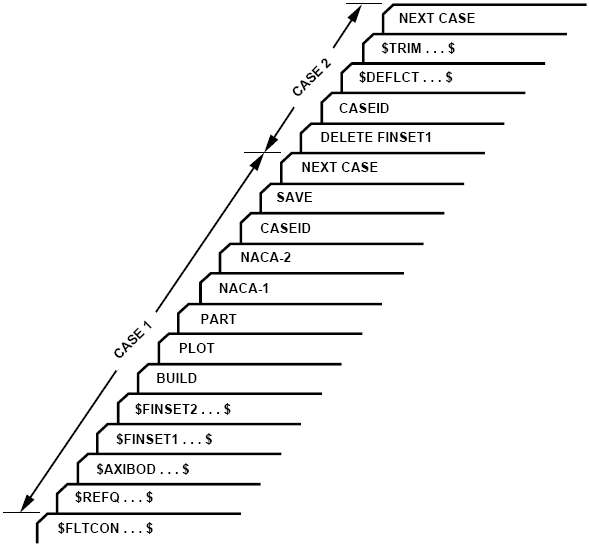 NEXT CASE
$TRIM . . . $
$DEFLCT . . . $
CASEID
DELETE FINSET1
NEXT CASE
SAVE
CASEID
NACA-2
NACA-1
PART
PLOT
BUILD
$FINSET2 . . . $
$FINSET1 . . . $
$AXIBOD . . . $
$REFQ . . . $
$FLTCON . . . $
CASE 2
CASE 1